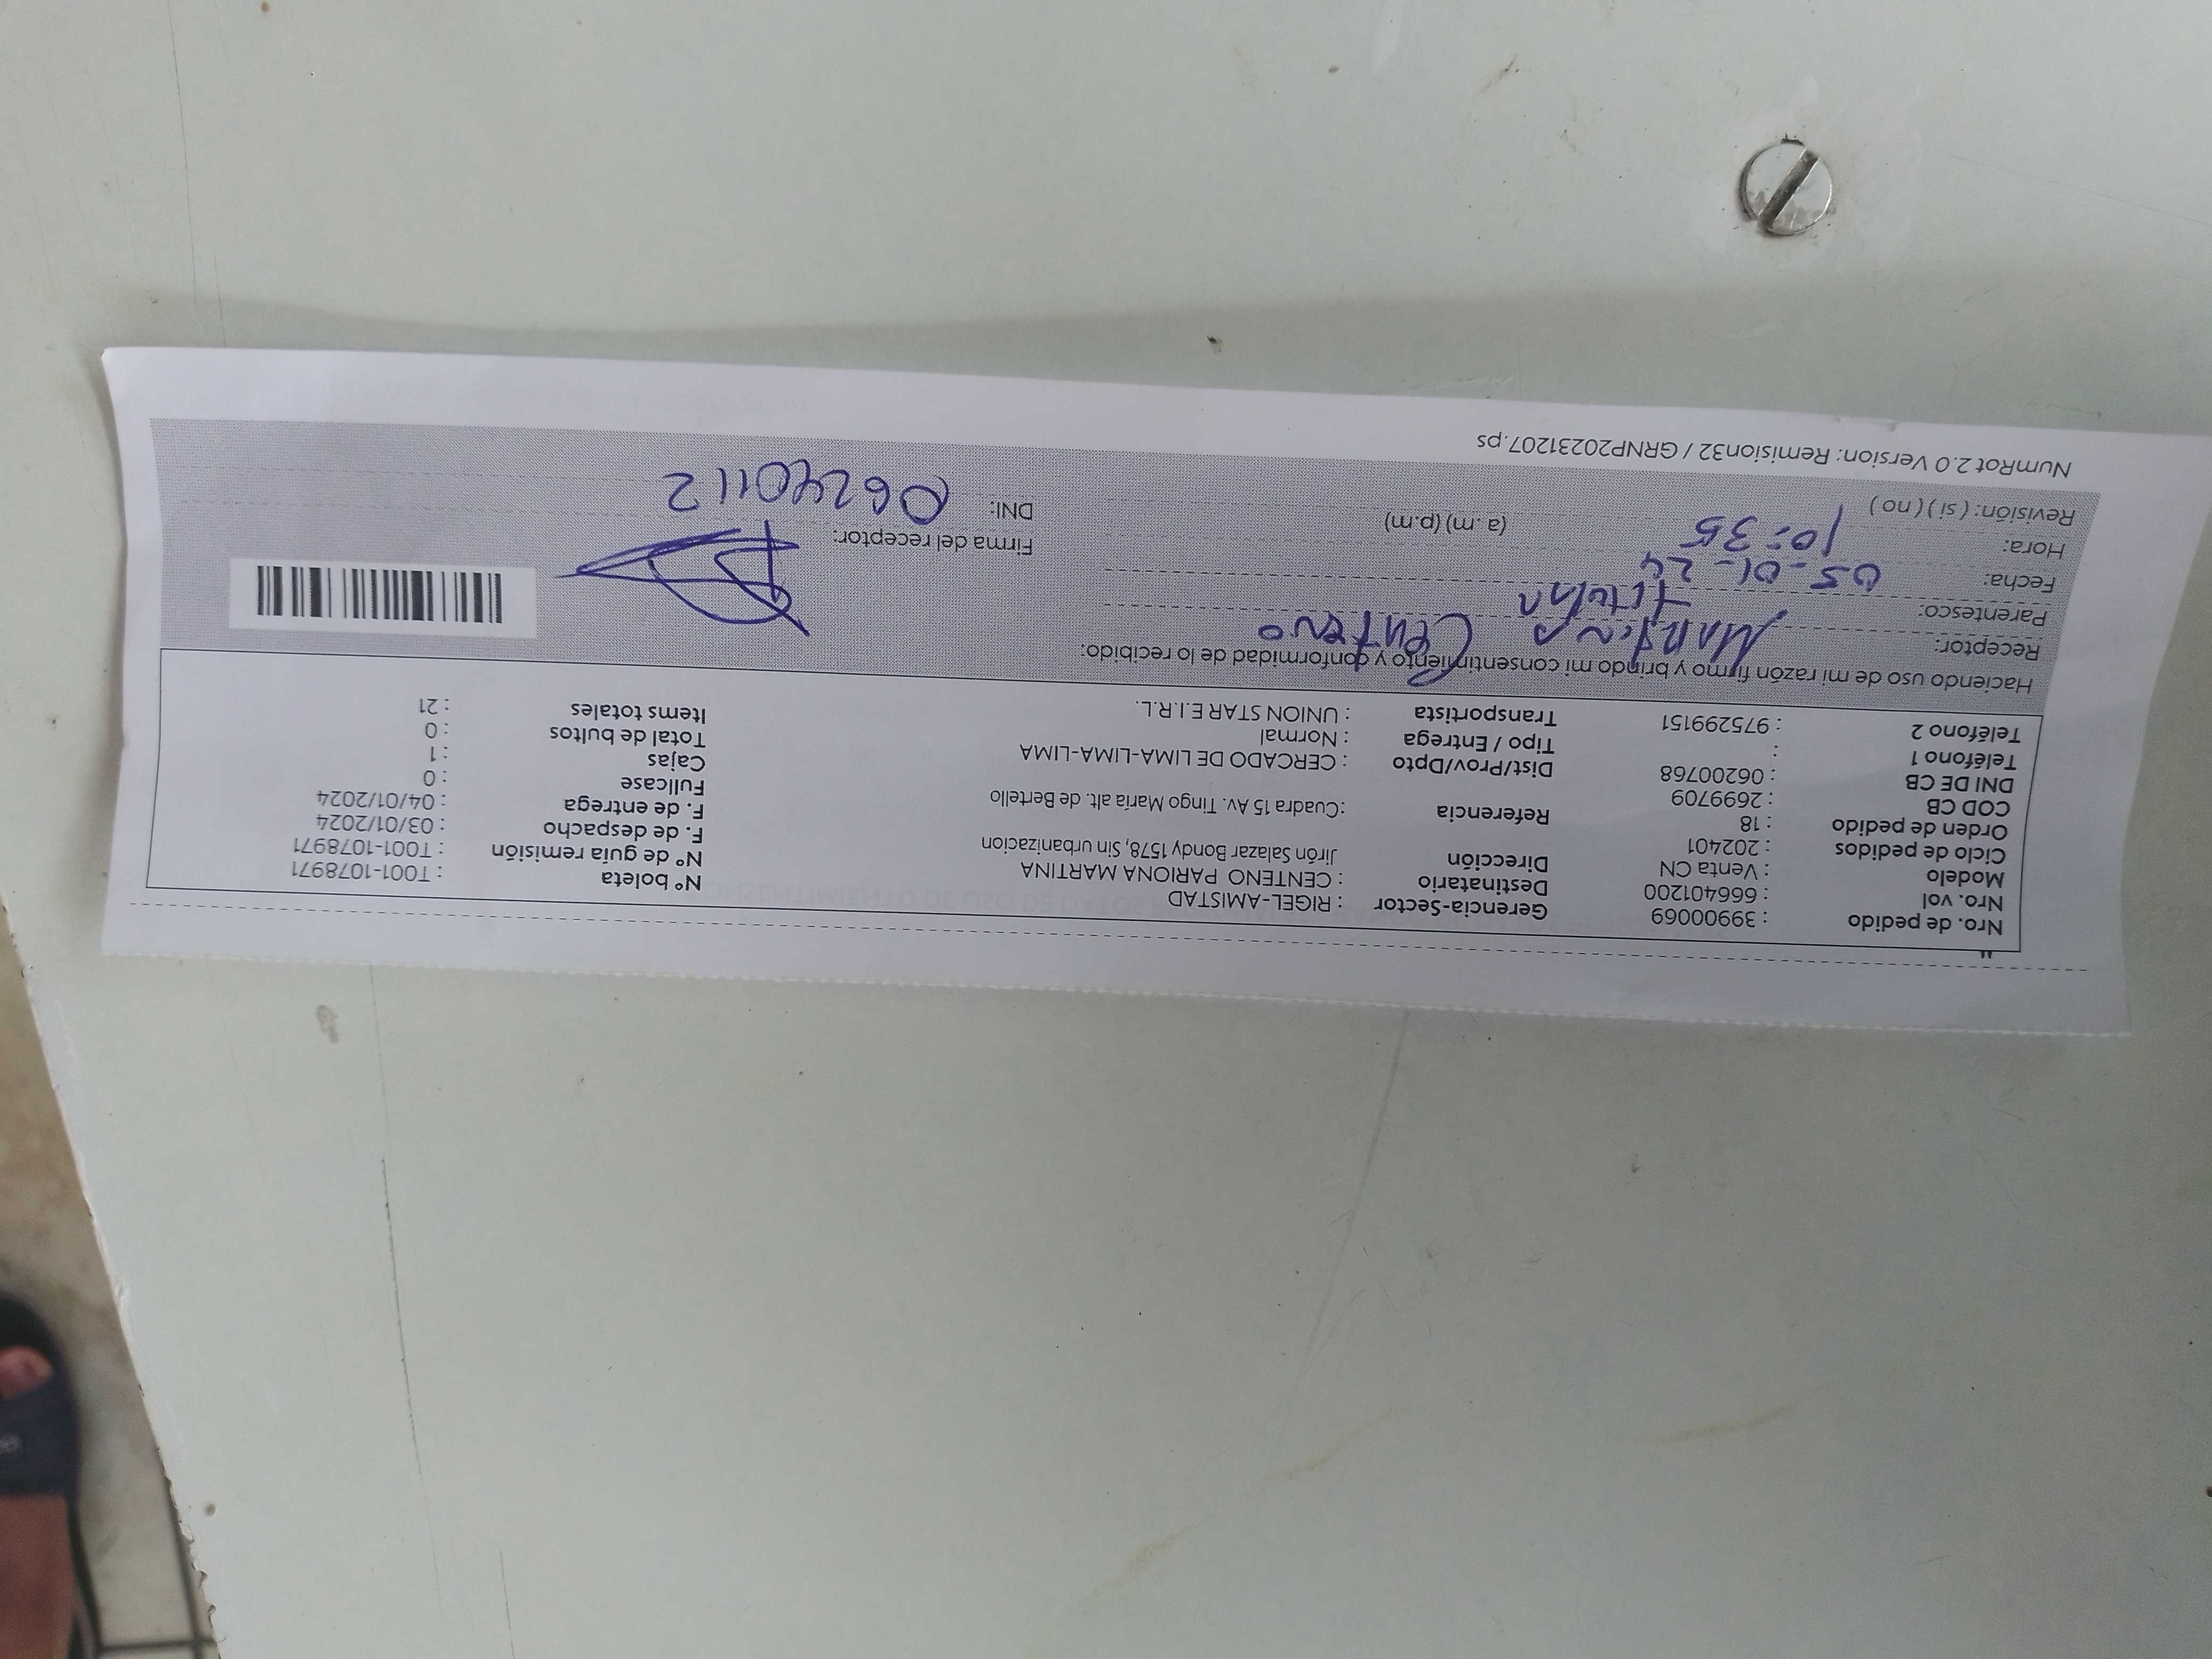 Nro. de pedido : 39900069 Gerencia-Sector : RIGEL-AMISTAD Nº boleta : T001-1078971
Nro. vol : 666401200 Destinatario : CENTENO PARIONA MARTINA Nº de guía remisión : T001-1078971
Modelo : Venta CN Dirección Jirón Salazar Bondy 1578, Sin urbanizacion F. de despacho : 03/01/2024
Ciclo de pedidos : 202401 F. de entrega : 04/01/2024
Orden de pedido : 18 Referencia :Cuadra 15 Av. Tingo María alt. de Bertello Fullcase : 0
COD CB : 2699709 Cajas : 1
DNI DE CB : 06200768 Dist/Prov/Dpto : CERCADO DE LIMA-LIMA-LIMA Total de bultos : 0
Teléfono 1 : Tipo / Entrega : Normal Items totales : 21
Teléfono 2 : 975299151 Transportista : UNION STAR E.I.R.L.
Haciendo uso de mi razón firmo y brindo mi consentimiento y conformidad de lo recibido:
Receptor: Martina Centeno
Parentesco: titular
Fecha: 05-01-24
Hora: 10:35 (a. m) (p.m)
Revisión: ( si ) ( no )
Firma del receptor:
DNI: 06240112
NumRot 2.0 Version: Remision32 / GRNP20231207.ps